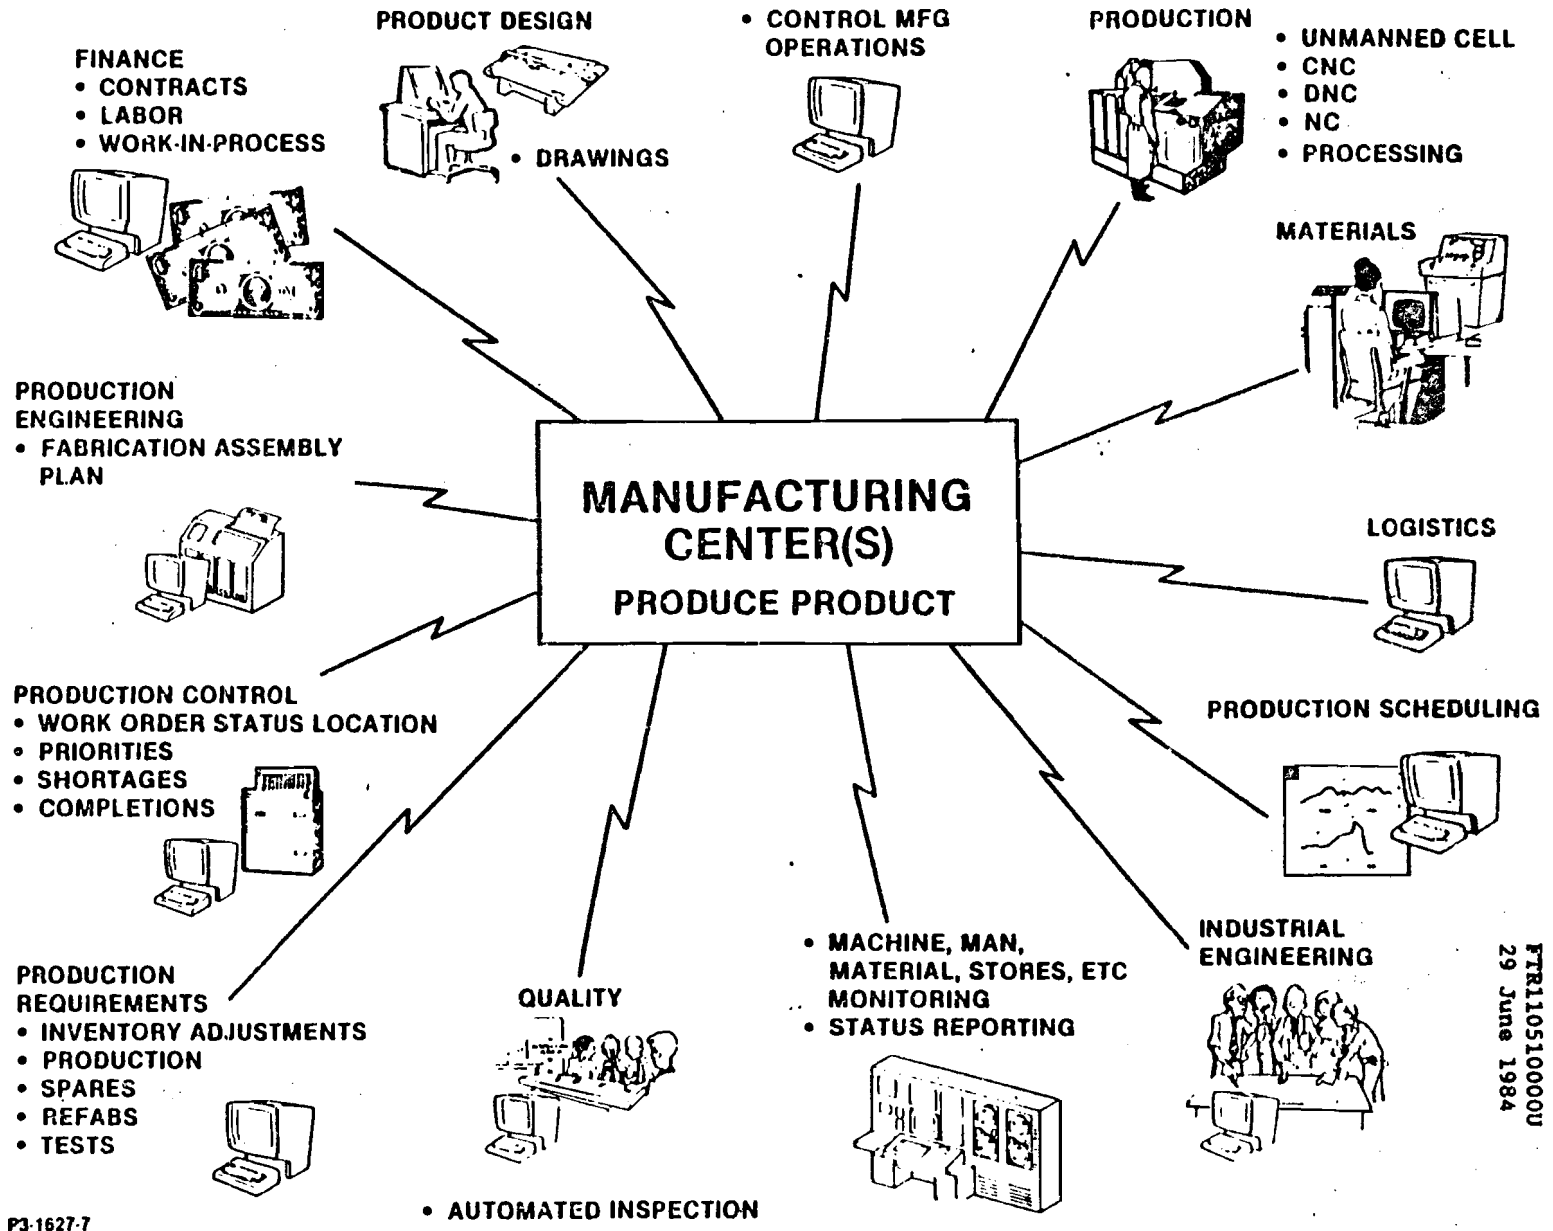 PRODUCT DESIGN
• DRAWINGS
• CONTROL MFG
OPERATIONS
PRODUCTION
• UNMANNED CELL
• CNC
• DNC
• NC
• PROCESSING
FINANCE
• CONTRACTS
• LABOR
• WORK-IN-PROCESS
MATERIALS
PRODUCTION
ENGINEERING
• FABRICATION ASSEMBLY
PLAN
MANUFACTURING
CENTER(S)
PRODUCE PRODUCT
LOGISTICS
PRODUCTION CONTROL
• WORK ORDER STATUS LOCATION
• PRIORITIES
• SHORTAGES
• COMPLETIONS
PRODUCTION SCHEDULING
PRODUCTION
REQUIREMENTS
• INVENTORY ADJUSTMENTS
• PRODUCTION
• SPARES
• REFABS
• TESTS
QUALITY
• AUTOMATED INSPECTION
• MACHINE, MAN,
MATERIAL, STORES, ETC
MONITORING
• STATUS REPORTING
INDUSTRIAL
ENGINEERING
FTR110510000U
29 June 1984
P3-1627-7